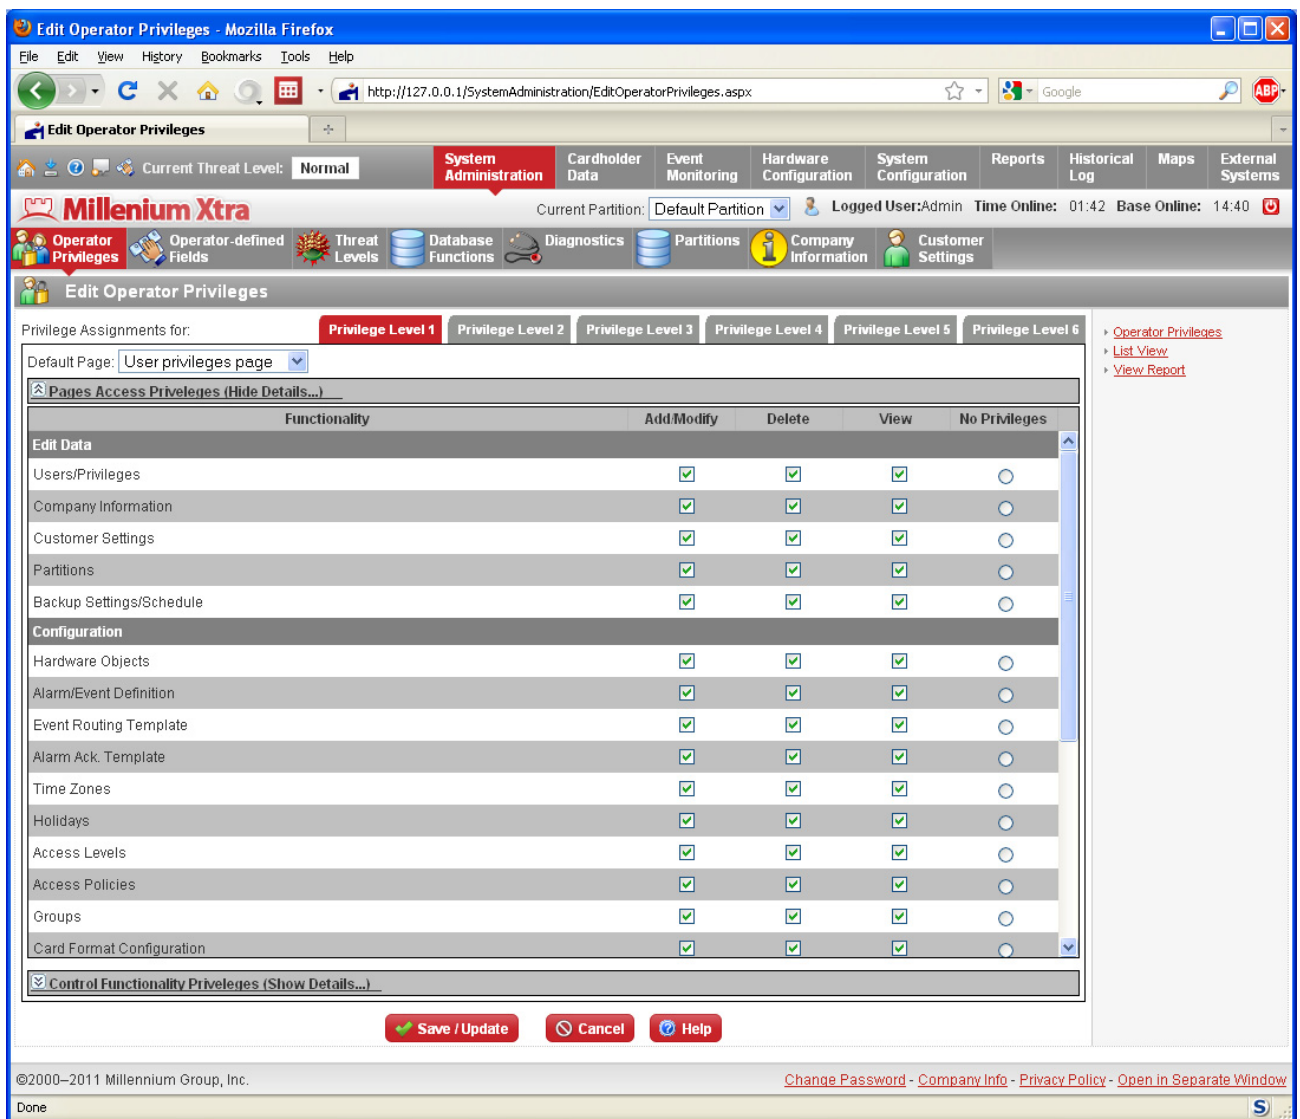 Edit Operator Privileges - Mozilla Firefox
File Edit View History Bookmarks Tools Help
http://127.0.0.1/SystemAdministration/EditOperatorPrivileges.aspx Google ABP
Edit Operator Privileges
Current Threat Level: Normal System Administration Cardholder Data Event Monitoring Hardware Configuration System Configuration Reports Historical Log Maps External Systems
Millenium Xtra Current Partition: Default Partition Logged User:Admin Time Online: 01:42 Base Online: 14:40
Operator Privileges Operator-defined Fields Threat Levels Database Functions Diagnostics Partitions Company Information Customer Settings
Edit Operator Privileges
Privilege Assignments for: Privilege Level 1 Privilege Level 2 Privilege Level 3 Privilege Level 4 Privilege Level 5 Privilege Level 6
Operator Privileges
List View
View Report
Default Page: User privileges page
Pages Access Priveleges (Hide Details...)
Functionality Add/Modify Delete View No Privileges
Edit Data
Users/Privileges
Company Information
Customer Settings
Partitions
Backup Settings/Schedule
Configuration
Hardware Objects
Alarm/Event Definition
Event Routing Template
Alarm Ack. Template
Time Zones
Holidays
Access Levels
Access Policies
Groups
Card Format Configuration
Control Functionality Priveleges (Show Details...)
Save / Update Cancel Help
©2000–2011 Millennium Group, Inc. Change Password - Company Info - Privacy Policy - Open in Separate Window
Done S